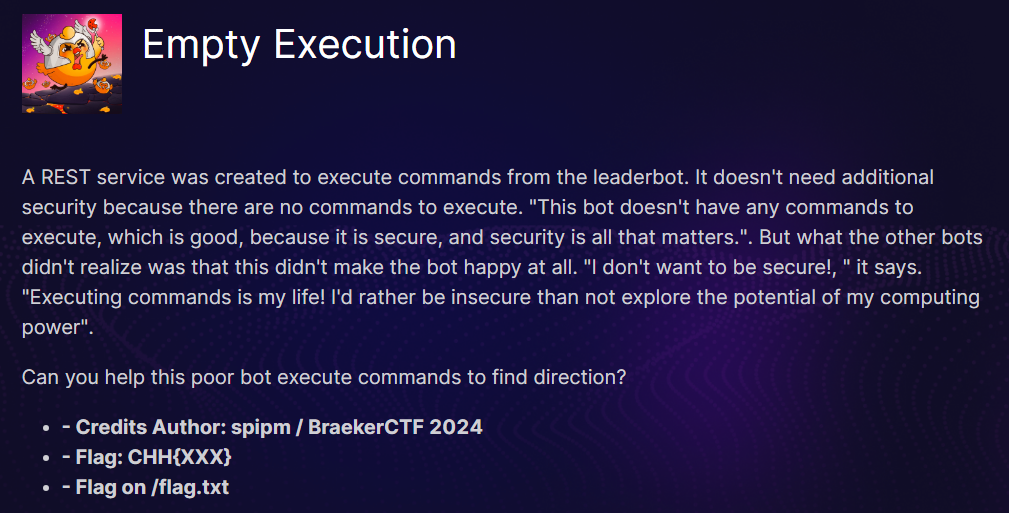 Empty Execution
A REST service was created to execute commands from the leaderbot. It doesn't need additional
security because there are no commands to execute. "This bot doesn't have any commands to
execute, which is good, because it is secure, and security is all that matters.". But what the other bots
didn't realize was that this didn't make the bot happy at all. "I don't want to be secure!, " it says.
"Executing commands is my life! I'd rather be insecure than not explore the potential of my computing
power".
Can you help this poor bot execute commands to find direction?
• - Credits Author: spipm / BraekerCTF 2024
• - Flag: CHH{XXX}
• - Flag on /flag.txt